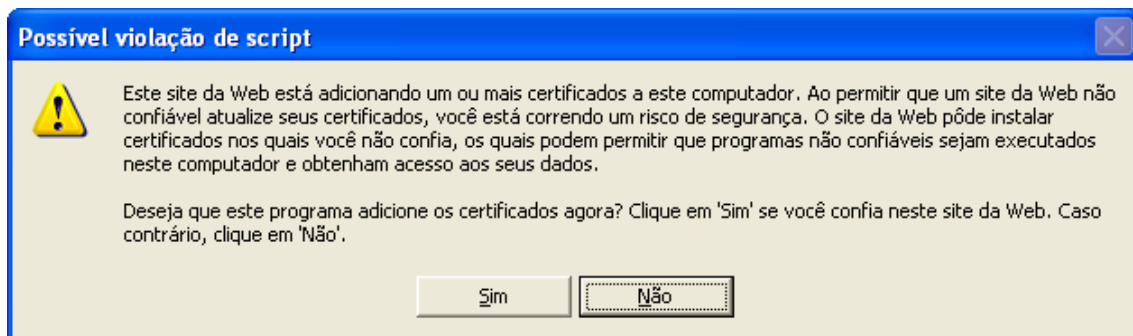 Possível violação de script
Este site da Web está adicionando um ou mais certificados a este computador. Ao permitir que um site da Web não
confiável atualize seus certificados, você está correndo um risco de segurança. O site da Web pôde instalar
certificados nos quais você não confia, os quais podem permitir que programas não confiáveis sejam executados
neste computador e obtenham acesso aos seus dados.
Deseja que este programa adicione os certificados agora? Clique em 'Sim' se você confia neste site da Web. Caso
contrário, clique em 'Não'.
Sim Não